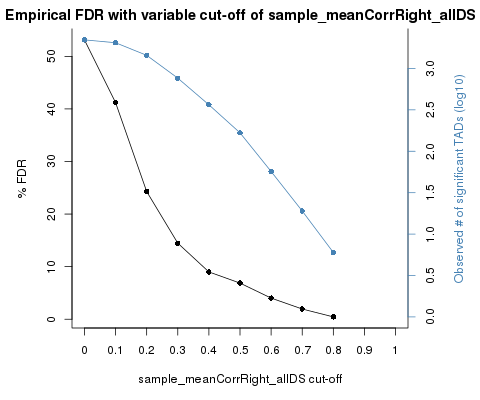 Empirical FDR with variable cut-off of sample_meanCorrRight_allDS
% FDR
50
40
30
20
10
0
3.0
2.5
2.0
1.5
1.0
0.5
0.0
Observed # of significant TADs (log10)
0 0.1 0.2 0.3 0.4 0.5 0.6 0.7 0.8 0.9 1
sample_meanCorrRight_allDS cut-off